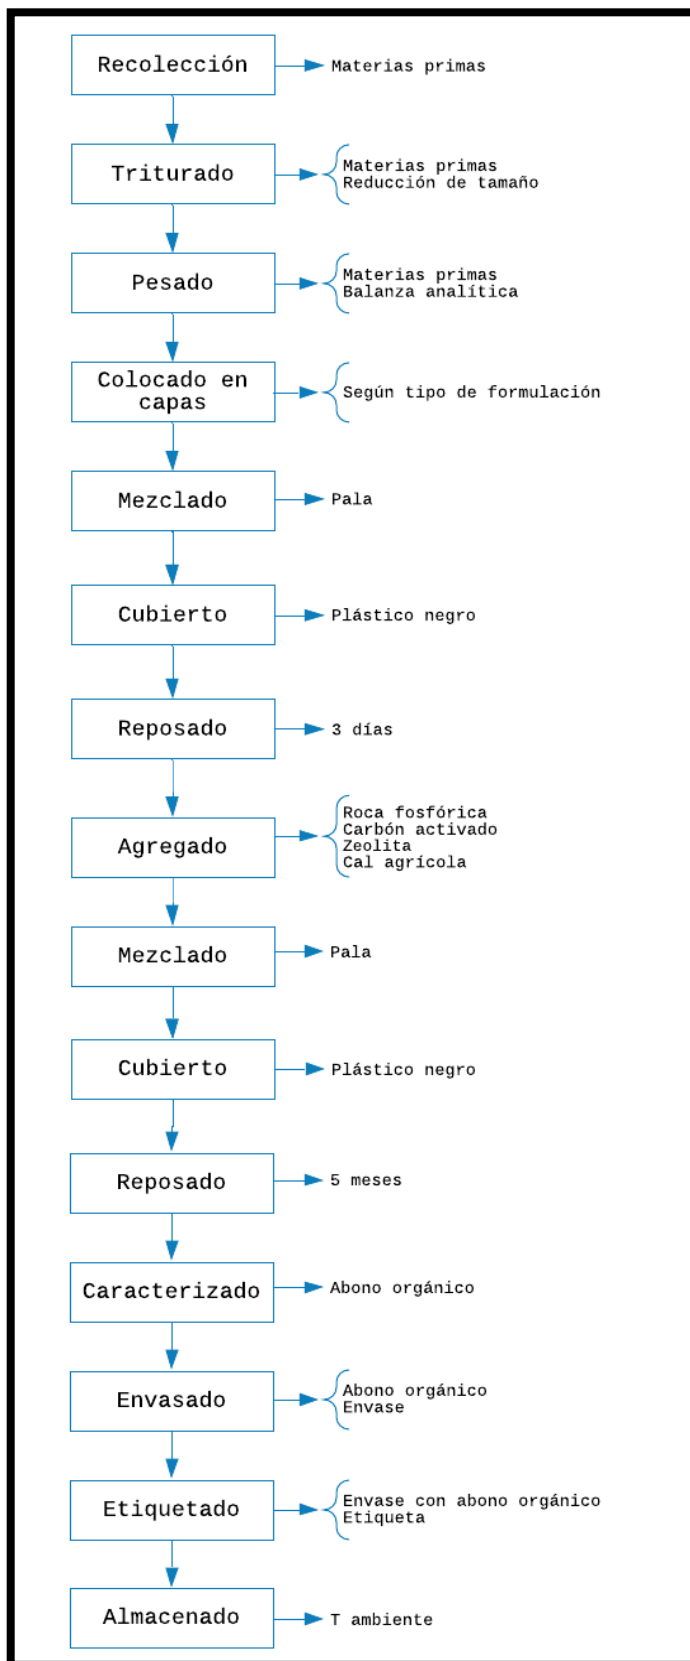 Recolección
Materias primas
Triturado
Materias primas
Reducción de tamaño
Pesado
Materias primas
Balanza analítica
Colocado en
capas
Según tipo de formulación
Mezclado
Pala
Cubierto
Plástico negro
Reposado
3 días
Agregado
Roca fosfórica
Carbón activado
Zeolita
Cal agrícola
Mezclado
Pala
Cubierto
Plástico negro
Reposado
5 meses
Caracterizado
Abono orgánico
Envasado
Abono orgánico
Envase
Etiquetado
Envase con abono orgánico
Etiqueta
Almacenado
T ambiente